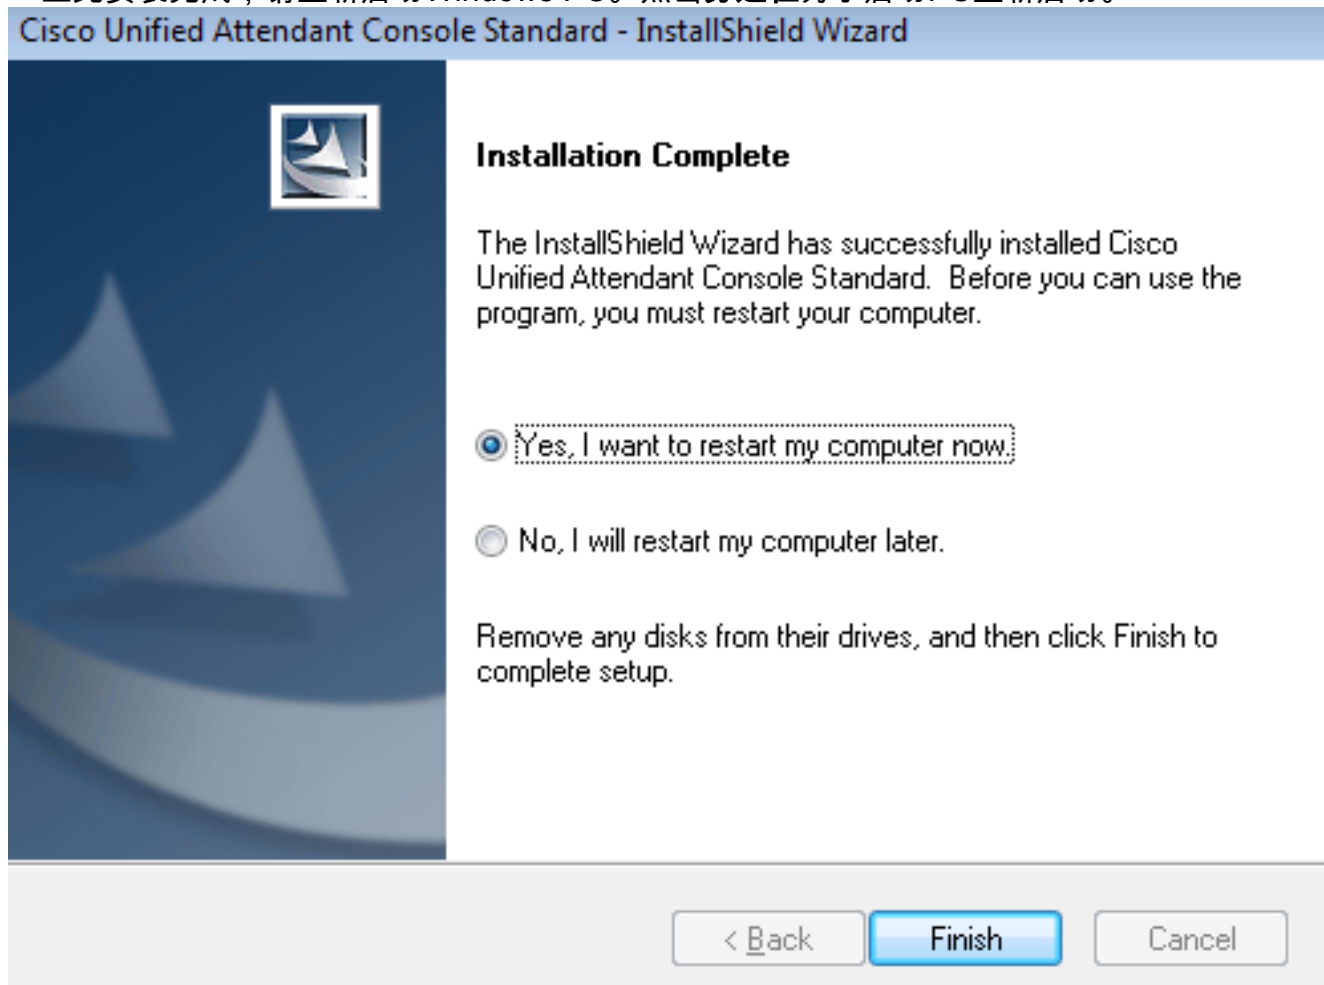 Cisco Unified Attendant Console Standard - InstallShield Wizard
Installation Complete
The InstallShield Wizard has successfully installed Cisco
Unified Attendant Console Standard. Before you can use the
program, you must restart your computer.
Yes, I want to restart my computer now.
No, I will restart my computer later.
Remove any disks from their drives, and then click Finish to
complete setup.
< Back
Finish
Cancel